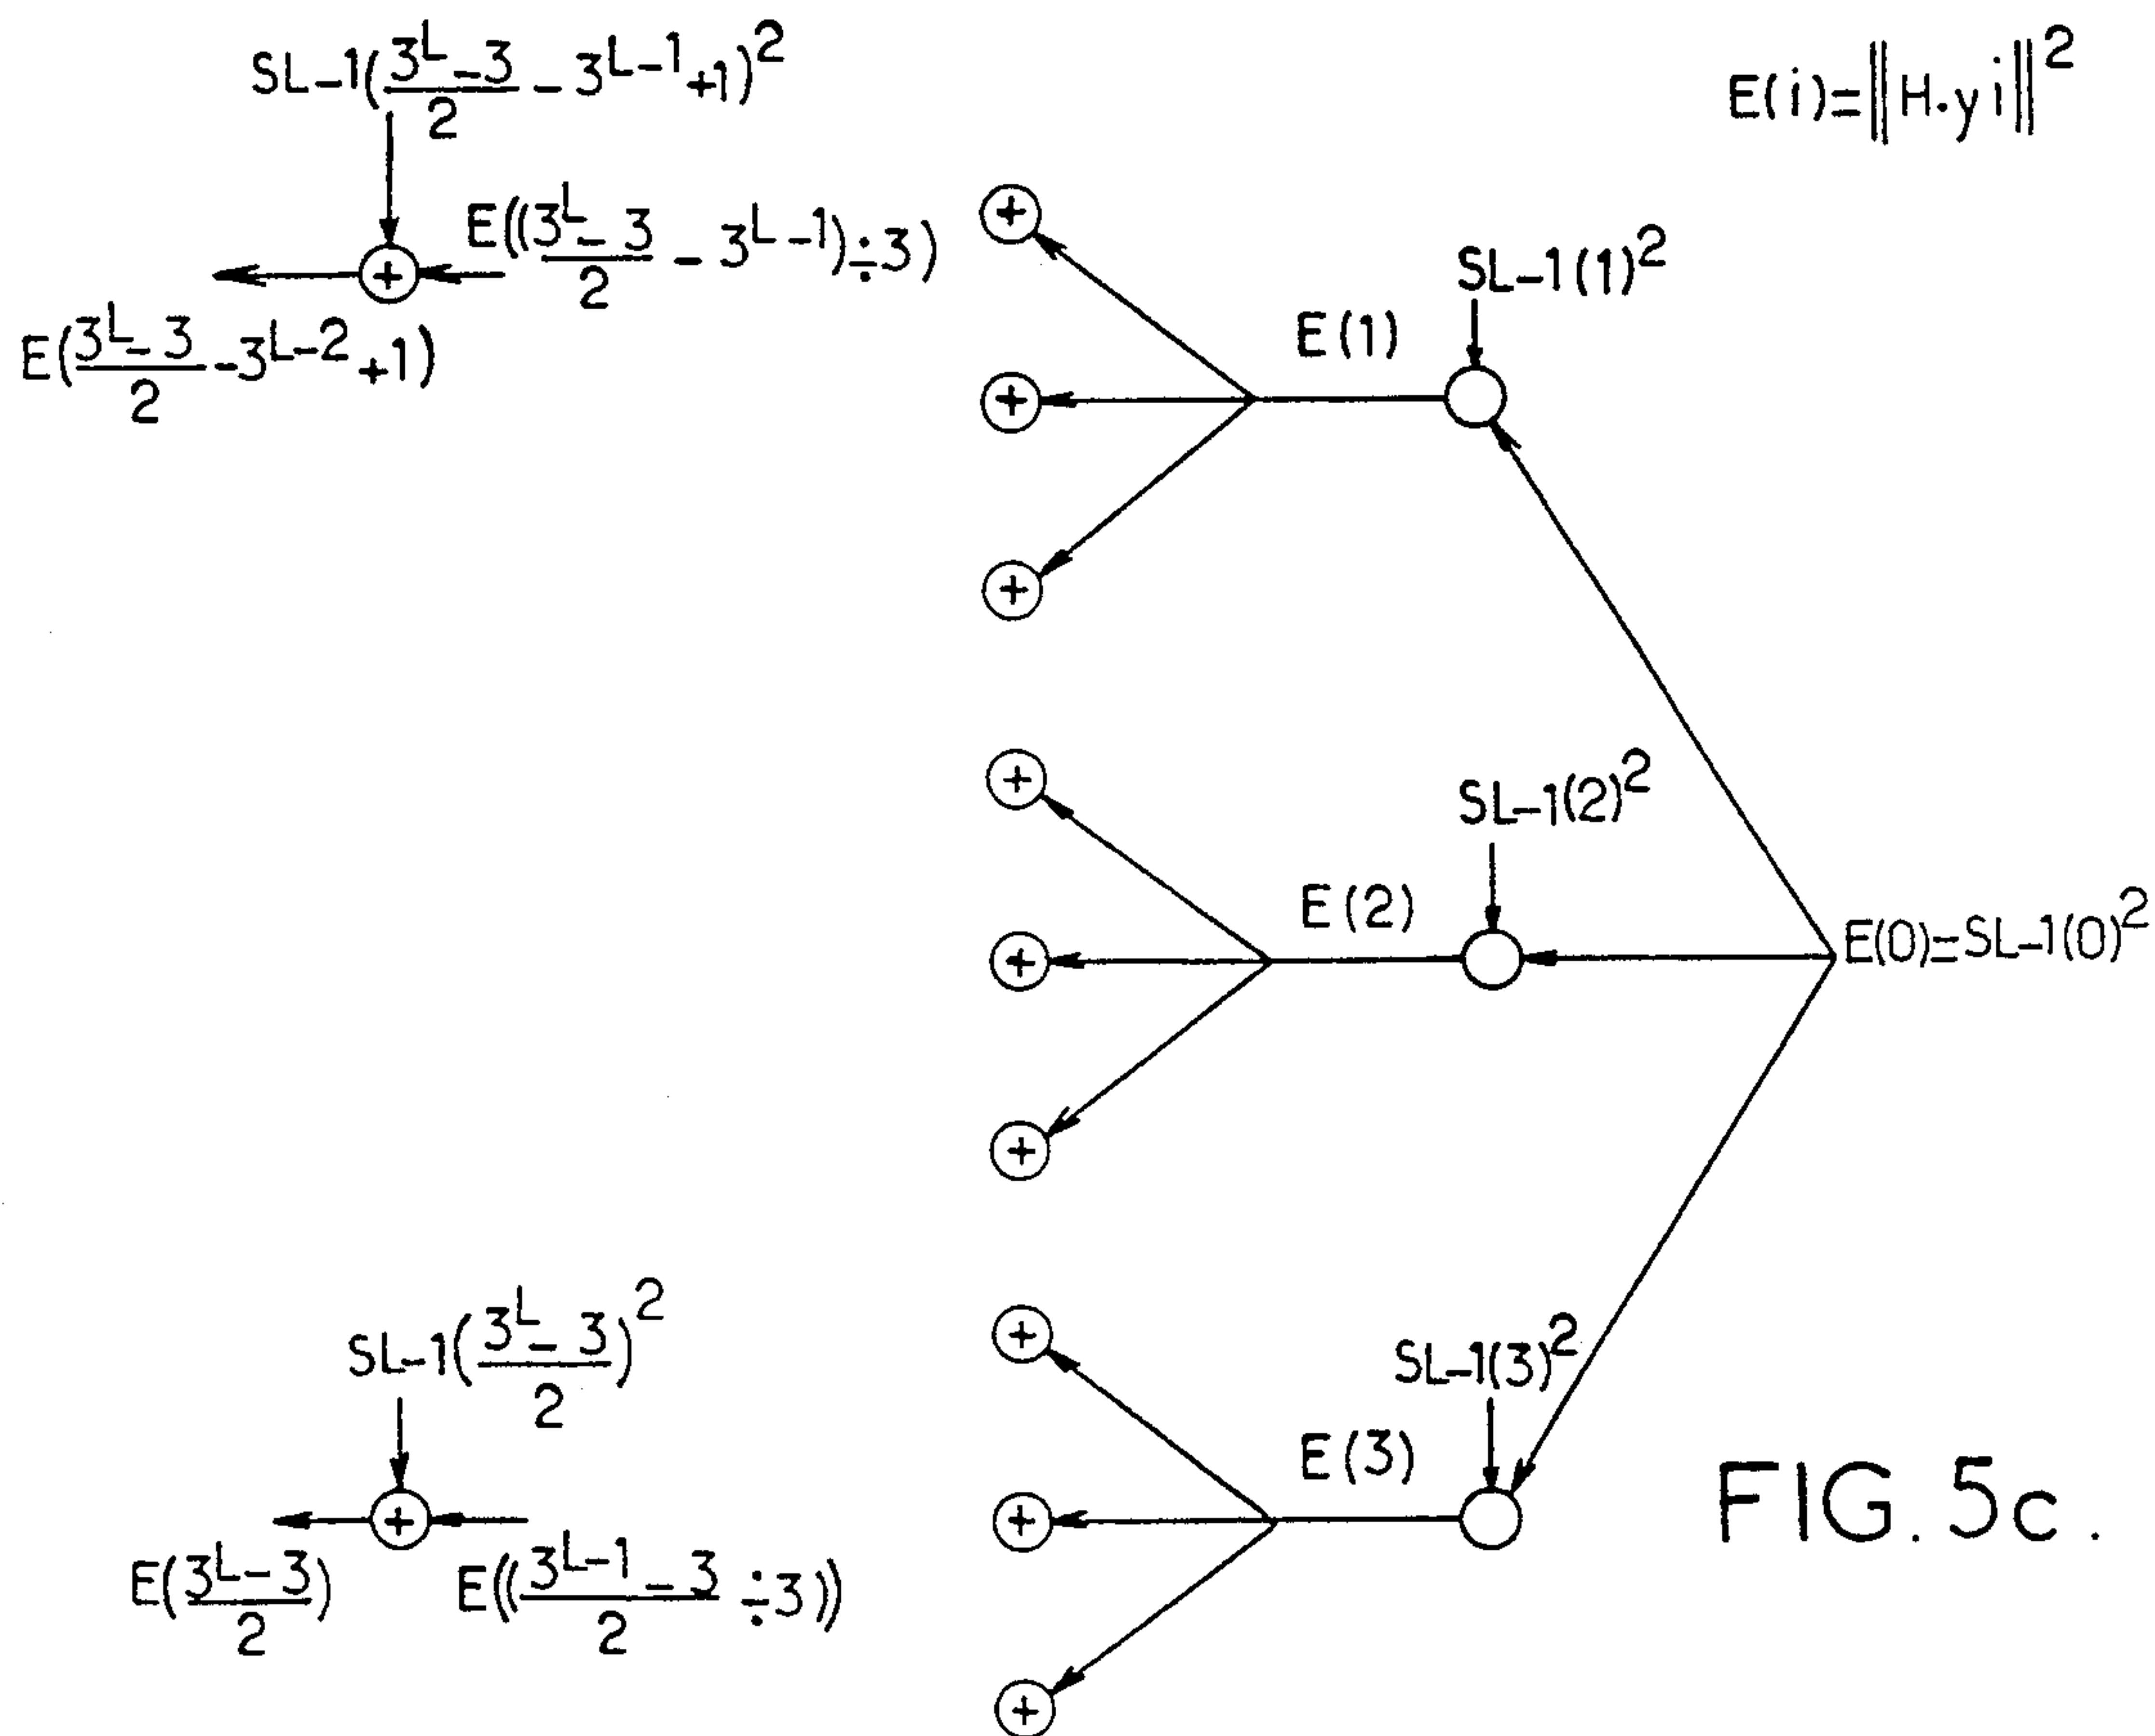 SL-1(3^L-3/2 - 3^L-1+1)^2
E(i)=||H·yi||^2
E((3^L-3/2 - 3^L-1)÷3)
E(3^L-3/2-3^L-2+1)
+
+
+
SL-1(1)^2
E(1)
+
+
+
+
SL-1(2)^2
E(2)
E(0)=SL-1(0)^2
SL-1(3^L-3/2)^2
+
E(3^L-3/2)
E((3^L-1-3/2 ÷3))
+
+
+
SL-1(3)^2
E(3)
FIG. 5c.